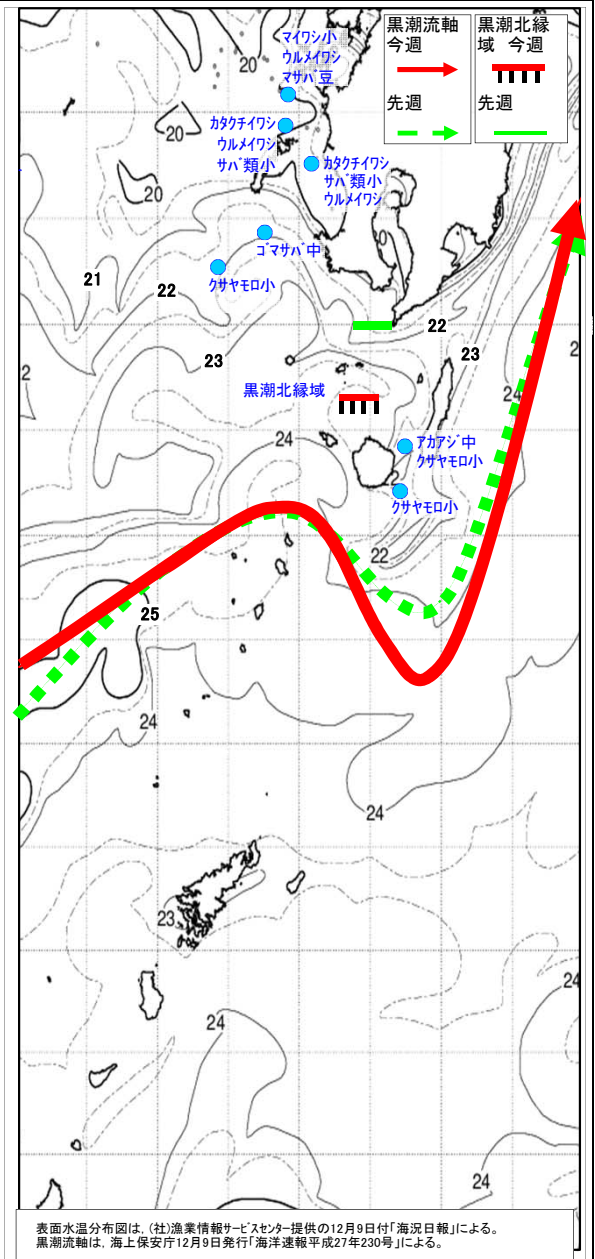 黒潮流軸
今週
先週
黒潮北縁
域 今週
先週
マイワシ小
ウルメイワシ
マサバ豆
20
カタクチイワシ
ウルメイワシ
サバ類小
20
カタクチイワシ
サバ類小
ウルメイワシ
20
ゴマサバ中
クサヤモロ小
21
22
22
23
23
24
黒潮北縁域
24
アカアジ中
クサヤモロ小
クサヤモロ小
22
25
24
24
23
24
24
24
表面水温分布図は、(社)漁業情報サービスセンター提供の12月9日付「海況日報」による。
黒潮流軸は、海上保安庁12月9日発行「海洋速報平成27年230号」による。